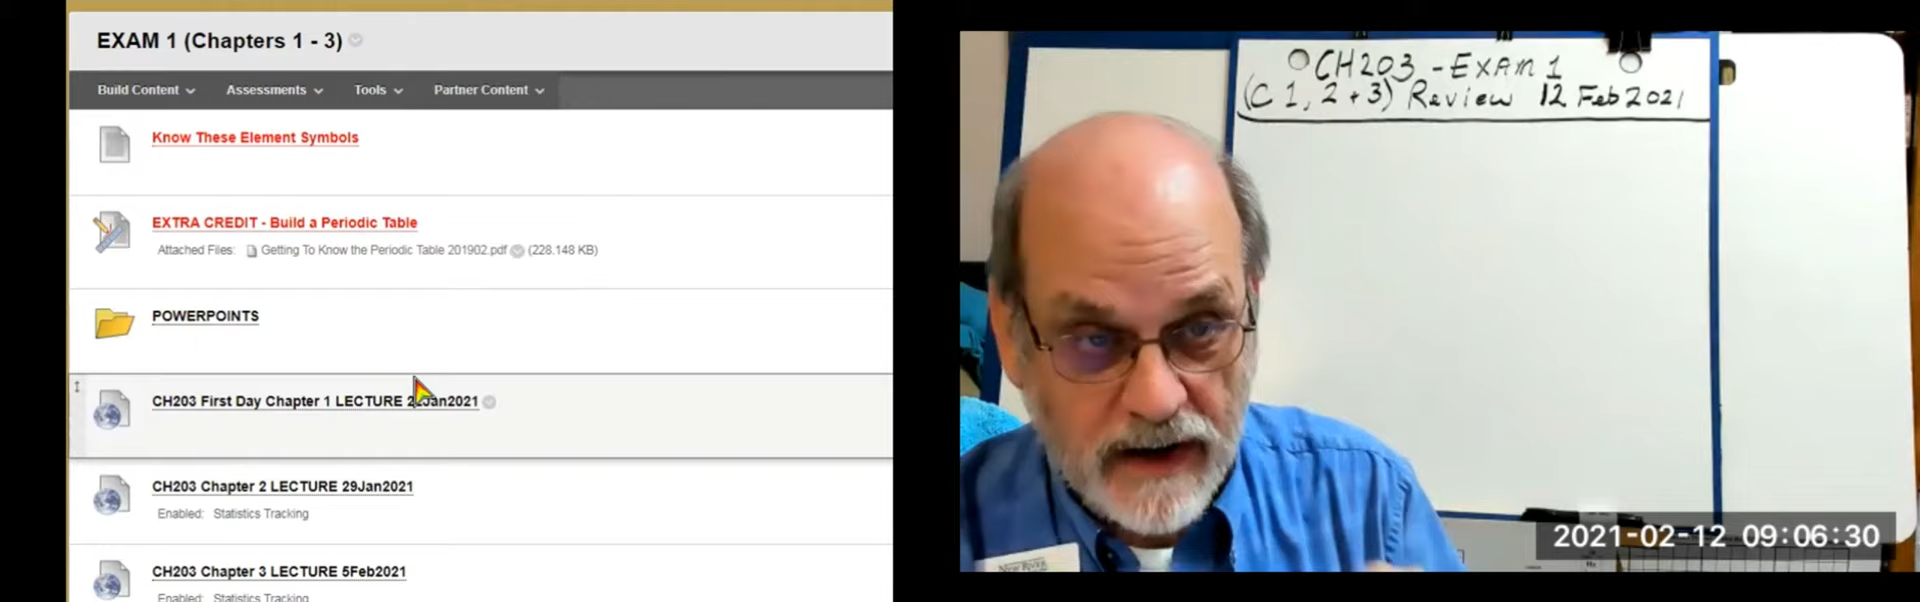 EXAM 1 (Chapters 1 - 3)
Build Content
Assessments
Tools
Partner Content
Know These Element Symbols
EXTRA CREDIT - Build a Periodic Table
Attached Files: Getting To Know the Periodic Table 201902.pdf (228.148 KB)
POWERPOINTS
CH203 First Day Chapter 1 LECTURE
CH203 Chapter 2 LECTURE 29Jan2021
Enabled: Statistics Tracking
CH203 Chapter 3 LECTURE 5Feb2021
Enabled: Statistics Tracking
CH203 - EXAM 1
(C 1, 2 + 3) Review 12 Feb 2021
2021-02-12 09:06:30